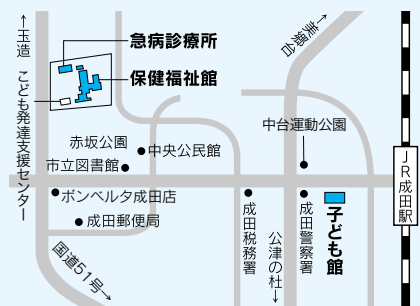 ←玉造
急病診療所
→美郷台
保健福祉館
こども発達支援センター
中台運動公園
赤坂公園
中央公民館
市立図書館
JR成田駅
ボンベルタ成田店
成田郵便局
成田税務署
公津の杜→
成田警察署
子ども館
国道51号→